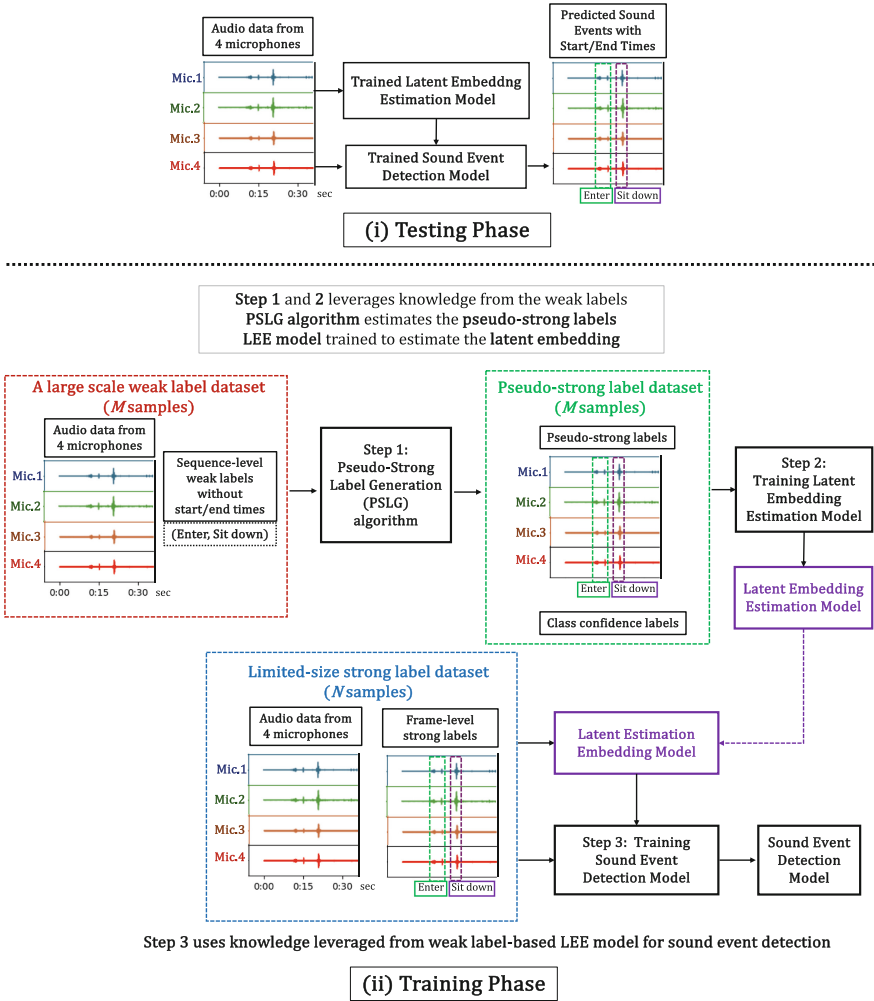 Audio data from
4 microphones
Predicted Sound
Events with
Start/End Times
Mic.1
Mic.2
Mic.3
Mic.4
0:00 0:15 0:30 sec
Trained Latent Embeddng
Estimation Model
Trained Sound Event
Detection Model
Enter Sit down
(i) Testing Phase
Step 1 and 2 leverages knowledge from the weak labels
PSLG algorithm estimates the pseudo-strong labels
LEE model trained to estimate the latent embedding
A large scale weak label dataset
(M samples)
Audio data from
4 microphones
Mic.1
Mic.2
Mic.3
Mic.4
0:00 0:15 0:30 sec
Sequence-level
weak labels
without
start/end times
(Enter, Sit down)
Step 1:
Pseudo-Strong
Label Generation
(PSLG)
algorithm
Pseudo-strong label dataset
(M samples)
Pseudo-strong labels
Mic.1
Mic.2
Mic.3
Mic.4
Enter Sit down
Class confidence labels
Step 2:
Training Latent
Embedding
Estimation Model
Latent Embedding
Estimation Model
Limited-size strong label dataset
(N samples)
Audio data from
4 microphones
Frame-level
strong labels
Mic.1
Mic.2
Mic.3
Mic.4
0:00 0:15 0:30 sec
Enter Sit down
Latent Estimation
Embedding Model
Step 3: Training
Sound Event
Detection Model
Sound Event
Detection
Model
Step 3 uses knowledge leveraged from weak label-based LEE model for sound event detection
(ii) Training Phase